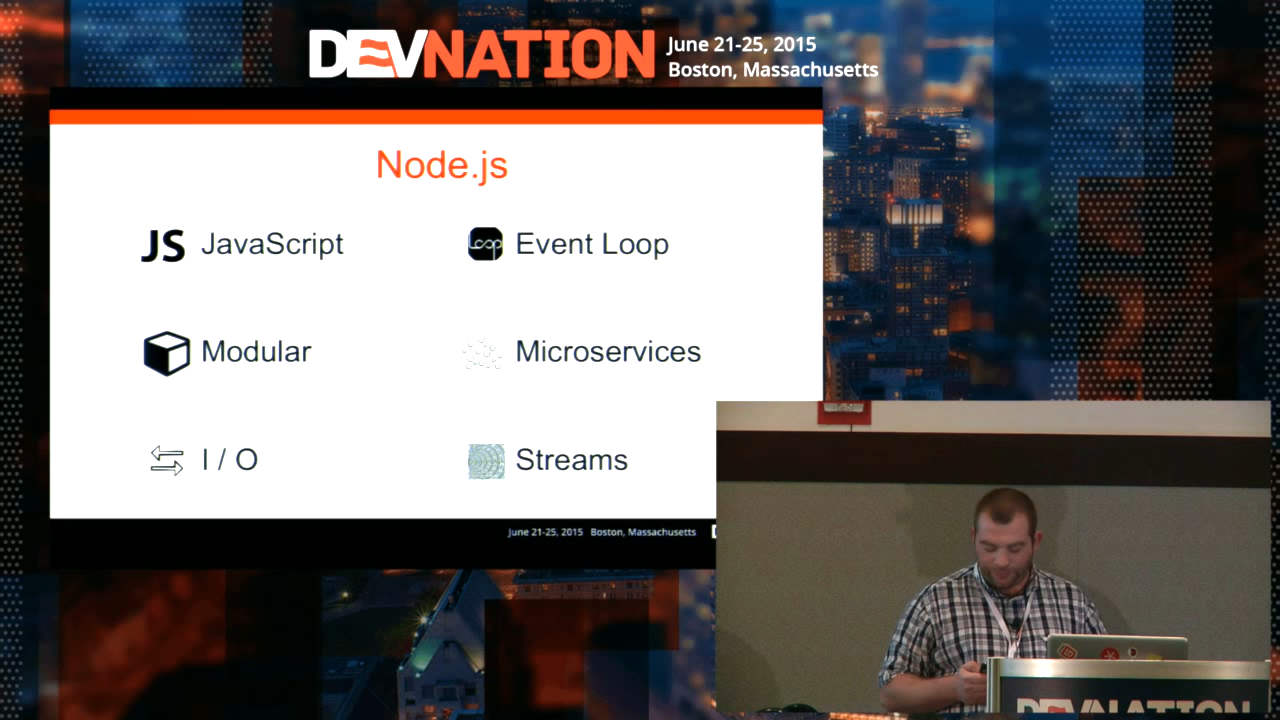 DEVNATION
June 21-25, 2015
Boston, Massachusetts
Node.js
JS JavaScript
loop Event Loop
Modular
Microservices
I / O
Streams
June 21-25, 2015 Boston, Massachusetts
DEVNATION